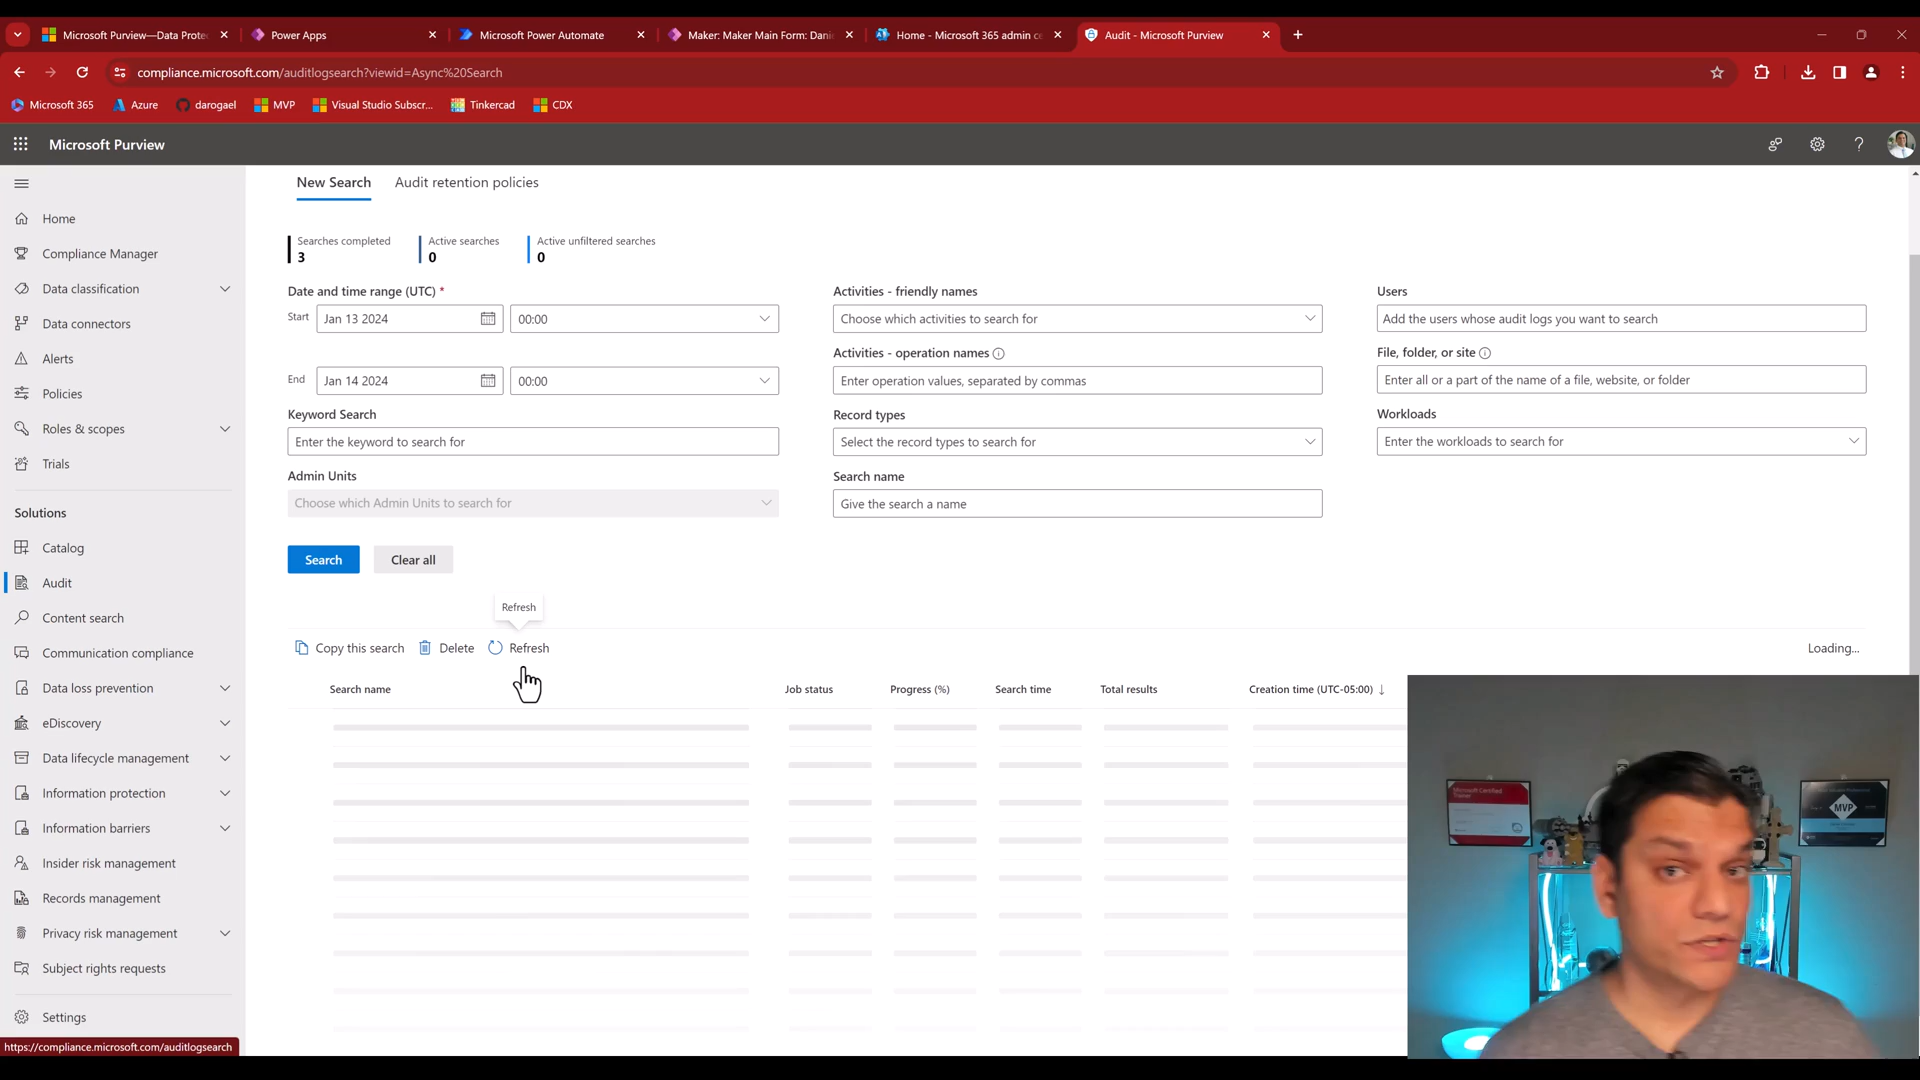 Microsoft Purview—Data Protec
Power Apps
Microsoft Power Automate
Maker: Maker Main Form: Dani
Home - Microsoft 365 admin ce
Audit - Microsoft Purview
compliance.microsoft.com/auditlogsearch?viewid=Async%20Search
Microsoft 365
Azure
darogael
MVP
Visual Studio Subscr...
Tinkercad
CDX
Microsoft Purview
Home
Compliance Manager
Data classification
Data connectors
Alerts
Policies
Roles & scopes
Trials
Solutions
Catalog
Audit
Content search
Communication compliance
Data loss prevention
eDiscovery
Data lifecycle management
Information protection
Information barriers
Insider risk management
Records management
Privacy risk management
Subject rights requests
Settings
https://compliance.microsoft.com/auditlogsearch
New Search
Audit retention policies
Searches completed
3
Active searches
0
Active unfiltered searches
0
Date and time range (UTC) *
Start
Jan 13 2024
00:00
End
Jan 14 2024
00:00
Keyword Search
Enter the keyword to search for
Admin Units
Choose which Admin Units to search for
Activities - friendly names
Choose which activities to search for
Activities - operation names
Enter operation values, separated by commas
Record types
Select the record types to search for
Search name
Give the search a name
Users
Add the users whose audit logs you want to search
File, folder, or site
Enter all or a part of the name of a file, website, or folder
Workloads
Enter the workloads to search for
Search
Clear all
Refresh
Copy this search
Delete
Refresh
Loading...
Search name
Job status
Progress (%)
Search time
Total results
Creation time (UTC-05:00) ↓
Microsoft Certified
Trainer
MVP